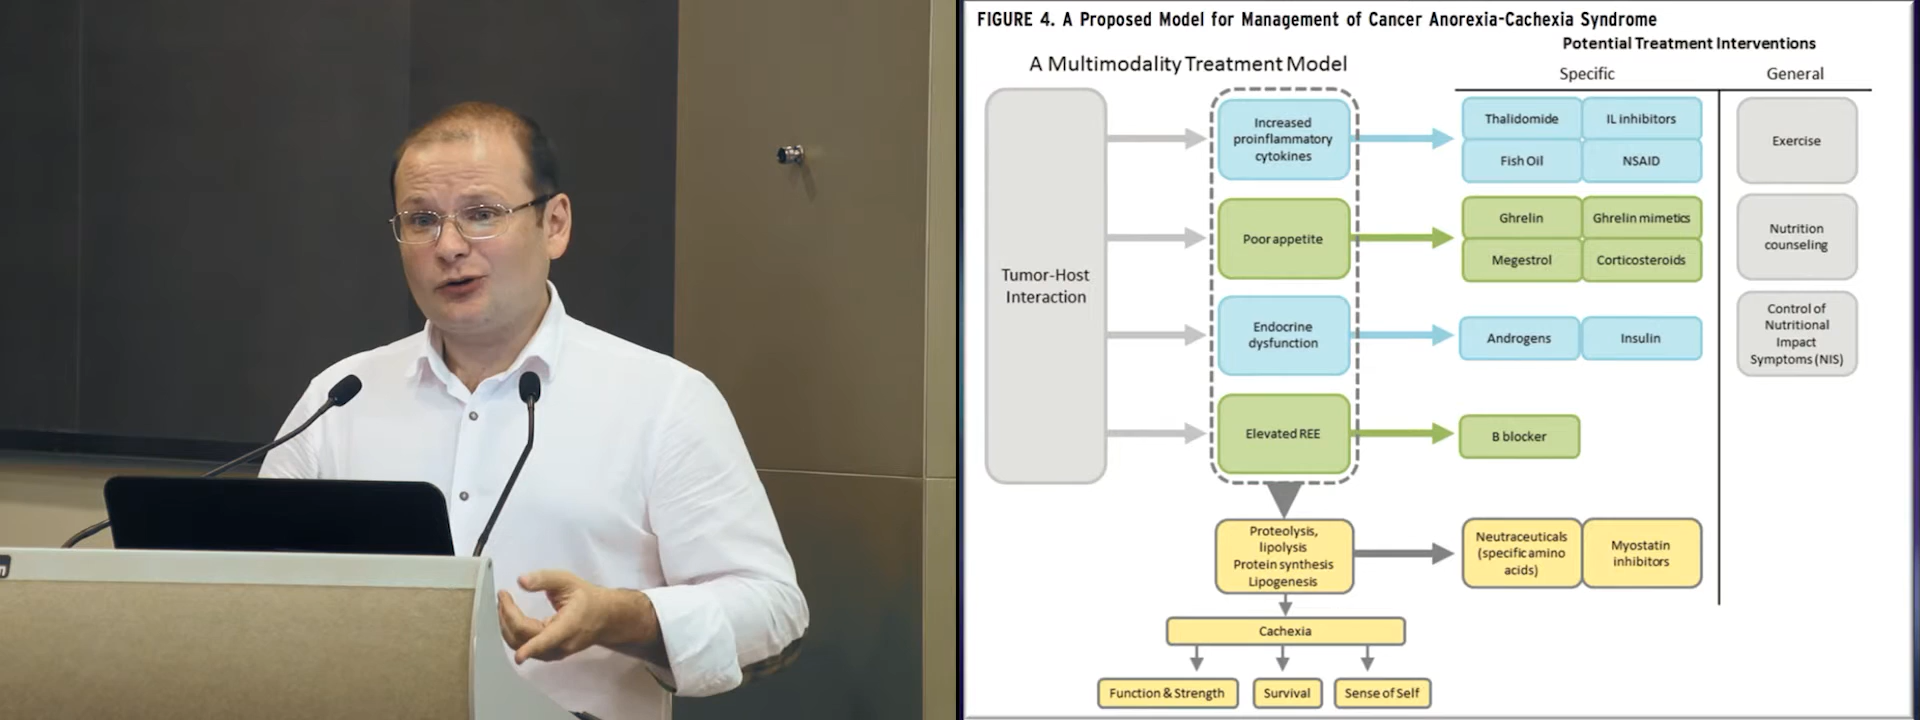 FIGURE 4. A Proposed Model for Management of Cancer Anorexia-Cachexia Syndrome
Potential Treatment Interventions
A Multimodality Treatment Model
Specific
General
Tumor-Host
Interaction
Increased
proinflammatory
cytokines
Thalidomide
IL inhibitors
Fish Oil
NSAID
Exercise
Poor appetite
Ghrelin
Ghrelin mimetics
Megestrol
Corticosteroids
Nutrition
counseling
Endocrine
dysfunction
Androgens
Insulin
Control of
Nutritional
Impact
Symptoms (NIS)
Elevated REE
B blocker
Proteolysis,
lipolysis
Protein synthesis
Lipogenesis
Neutraceuticals
(specific amino
acids)
Myostatin
inhibitors
Cachexia
Function & Strength
Survival
Sense of Self